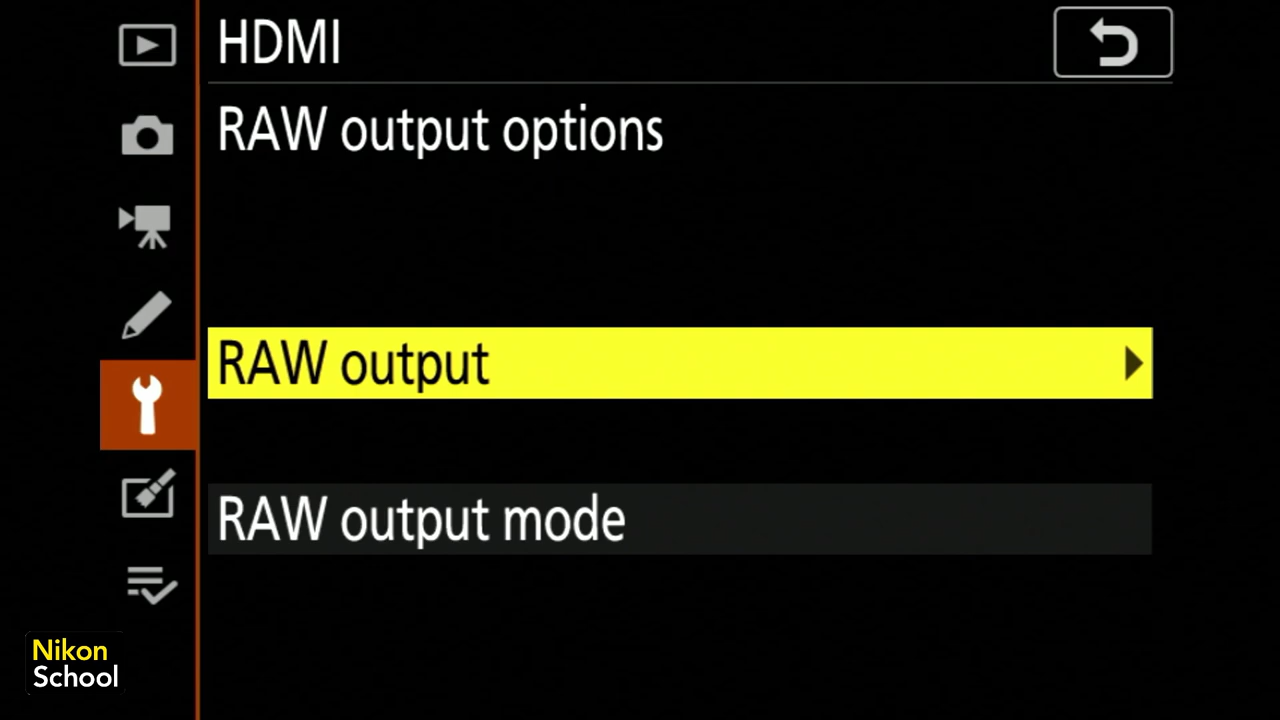 HDMI
RAW output options
RAW output
RAW output mode
Nikon
School